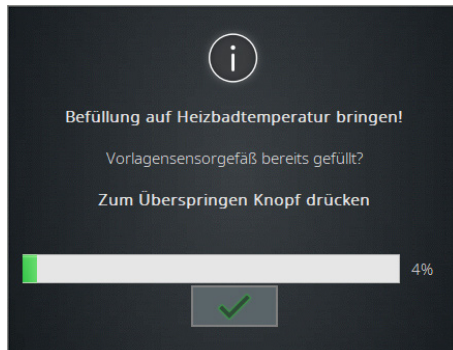 Befüllung auf Heizbadtemperatur bringen!
Vorlagensensorgefäß bereits gefüllt?
Zum Überspringen Knopf drücken
4%